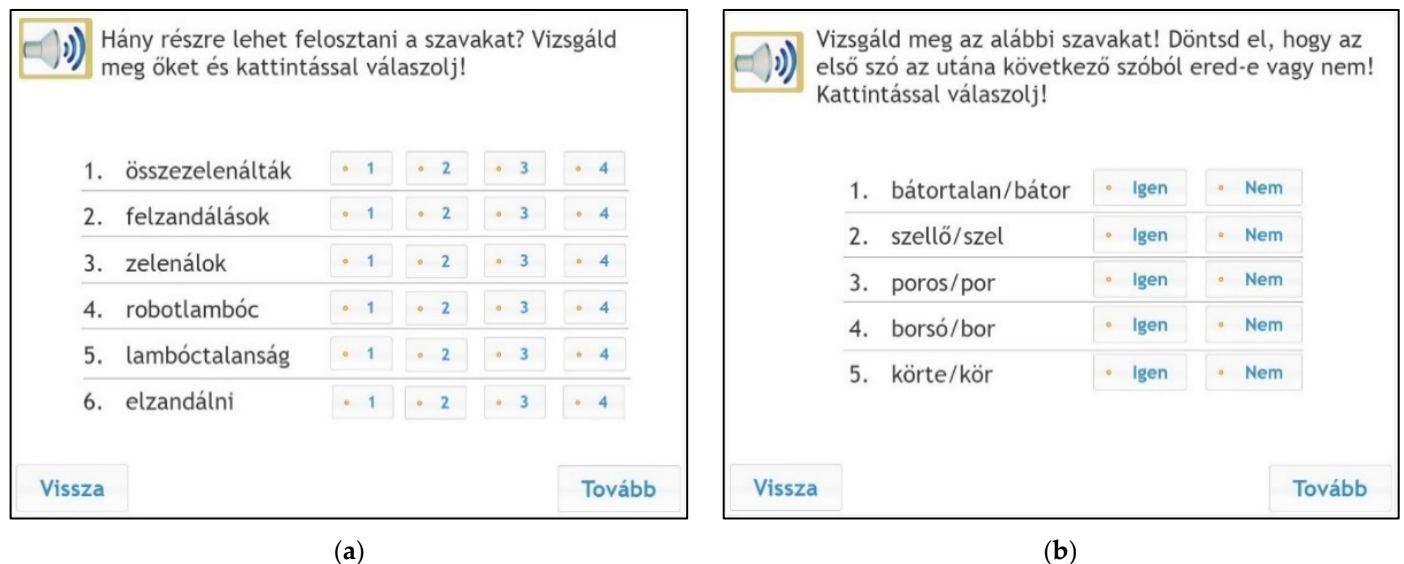 Hány részre lehet felosztani a szavakat? Vizsgáld
meg őket és kattintással válaszolj!
1. összezelenálták 1 2 3 4
2. felzandálások 1 2 3 4
3. zelenálok 1 2 3 4
4. robotlambóc 1 2 3 4
5. lambóctalanság 1 2 3 4
6. elzandálni 1 2 3 4
Vissza Tovább
(a)
Vizsgáld meg az alábbi szavakat! Döntsd el, hogy az
első szó az utána következő szóból ered-e vagy nem!
Kattintással válaszolj!
1. bátortalan/bátor Igen Nem
2. szellő/szel Igen Nem
3. poros/por Igen Nem
4. borsó/bor Igen Nem
5. körte/kör Igen Nem
Vissza Tovább
(b)